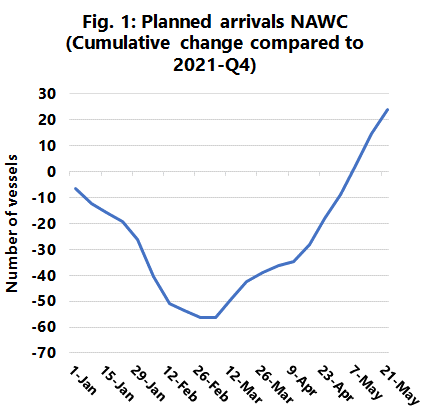 Fig. 1: Planned arrivals NAWC
(Cumulative change compared to
2021-Q4)
Number of vessels
30
20
10
0
-10
-20
-30
-40
-50
-60
-70
1-Jan
15-Jan
29-Jan
12-Feb
26-Feb
12-Mar
26-Mar
9-Apr
23-Apr
7-May
21-May